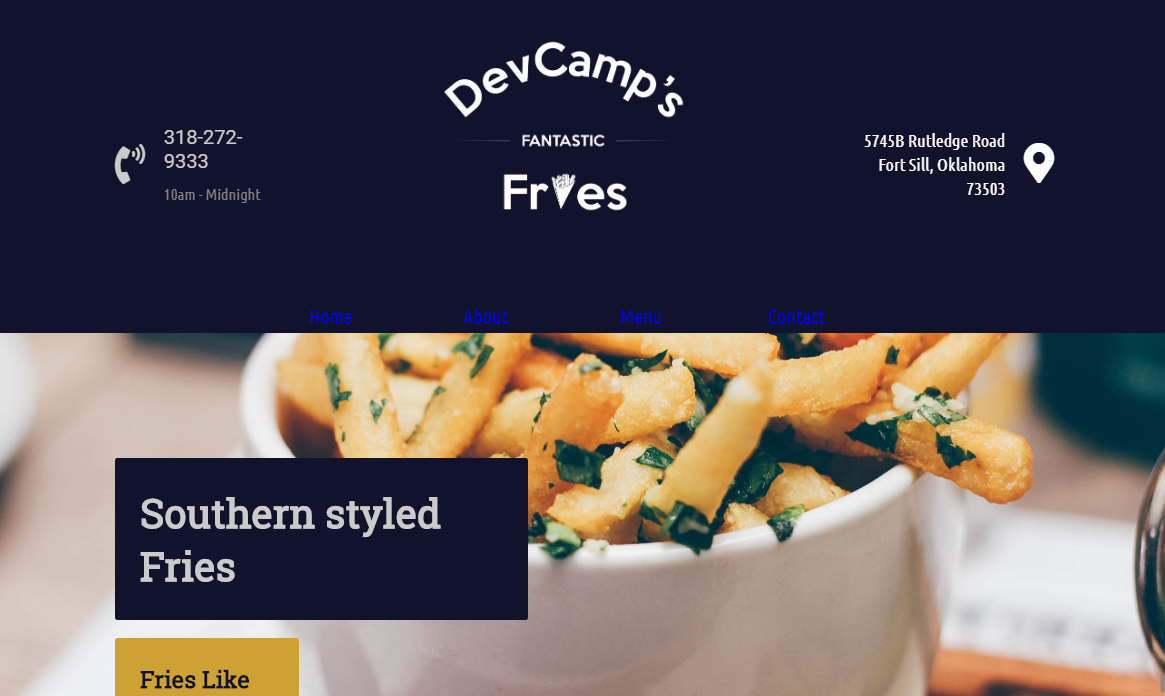 318-272-
9333
10am - Midnight
DevCamp's
FANTASTIC
Fries
5745B Rutledge Road
Fort Sill, Oklahoma
73503
Home
About
Menu
Contact
Southern styled
Fries
Fries Like